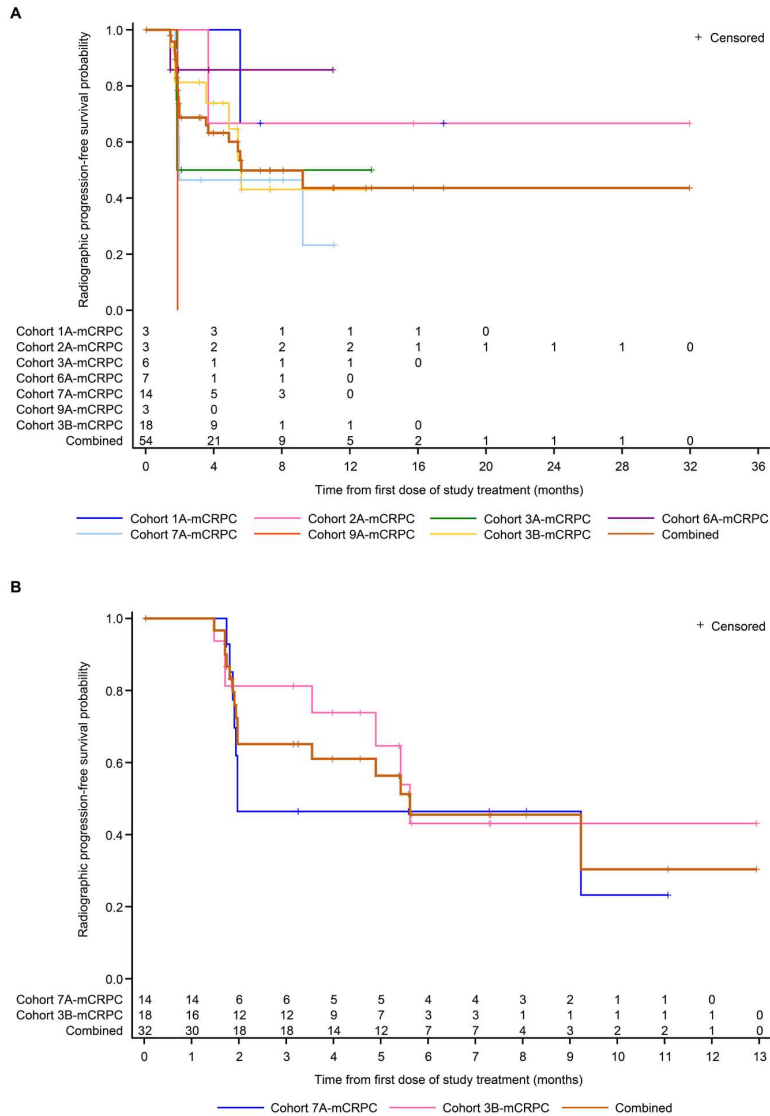 A
Radiographic progression-free survival probability
1.0
0.8
0.6
0.4
0.2
0.0
+ Censored
Cohort 1A-mCRPC 3 3 1 1 1 0
Cohort 2A-mCRPC 3 2 2 2 1 1 1 1 0
Cohort 3A-mCRPC 6 1 1 1 0
Cohort 6A-mCRPC 7 1 1 0
Cohort 7A-mCRPC 14 5 3 0
Cohort 9A-mCRPC 3 0
Cohort 3B-mCRPC 18 9 1 1 0
Combined 54 21 9 5 2 1 1 1 0
0 4 8 12 16 20 24 28 32 36
Time from first dose of study treatment (months)
Cohort 1A-mCRPC Cohort 2A-mCRPC Cohort 3A-mCRPC Cohort 6A-mCRPC
Cohort 7A-mCRPC Cohort 9A-mCRPC Cohort 3B-mCRPC Combined
B
Radiographic progression-free survival probability
1.0
0.8
0.6
0.4
0.2
0.0
+ Censored
Cohort 7A-mCRPC 14 14 6 6 5 5 4 4 3 2 1 1 0
Cohort 3B-mCRPC 18 16 12 12 9 7 3 3 1 1 1 1 1 0
Combined 32 30 18 18 14 12 7 7 4 3 2 2 1 0
0 1 2 3 4 5 6 7 8 9 10 11 12 13
Time from first dose of study treatment (months)
Cohort 7A-mCRPC Cohort 3B-mCRPC Combined